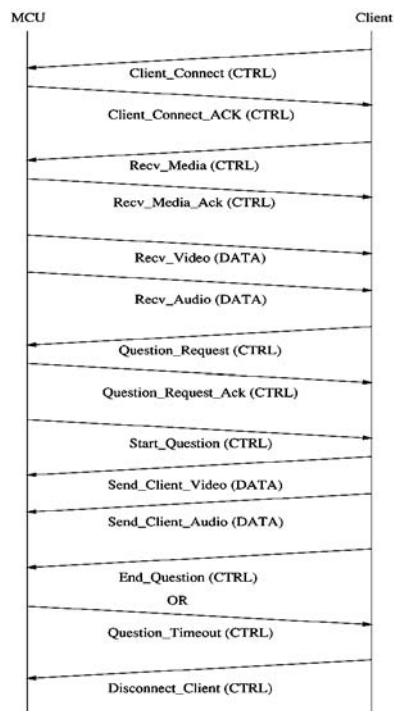 MCU Client
Client_Connect (CTRL)
Client_Connect_ACK (CTRL)
Recv_Media (CTRL)
Recv_Media_Ack (CTRL)
Recv_Video (DATA)
Recv_Audio (DATA)
Question_Request (CTRL)
Question_Request_Ack (CTRL)
Start_Question (CTRL)
Send_Client_Video (DATA)
Send_Client_Audio (DATA)
End_Question (CTRL)
OR
Question_Timeout (CTRL)
Disconnect_Client (CTRL)